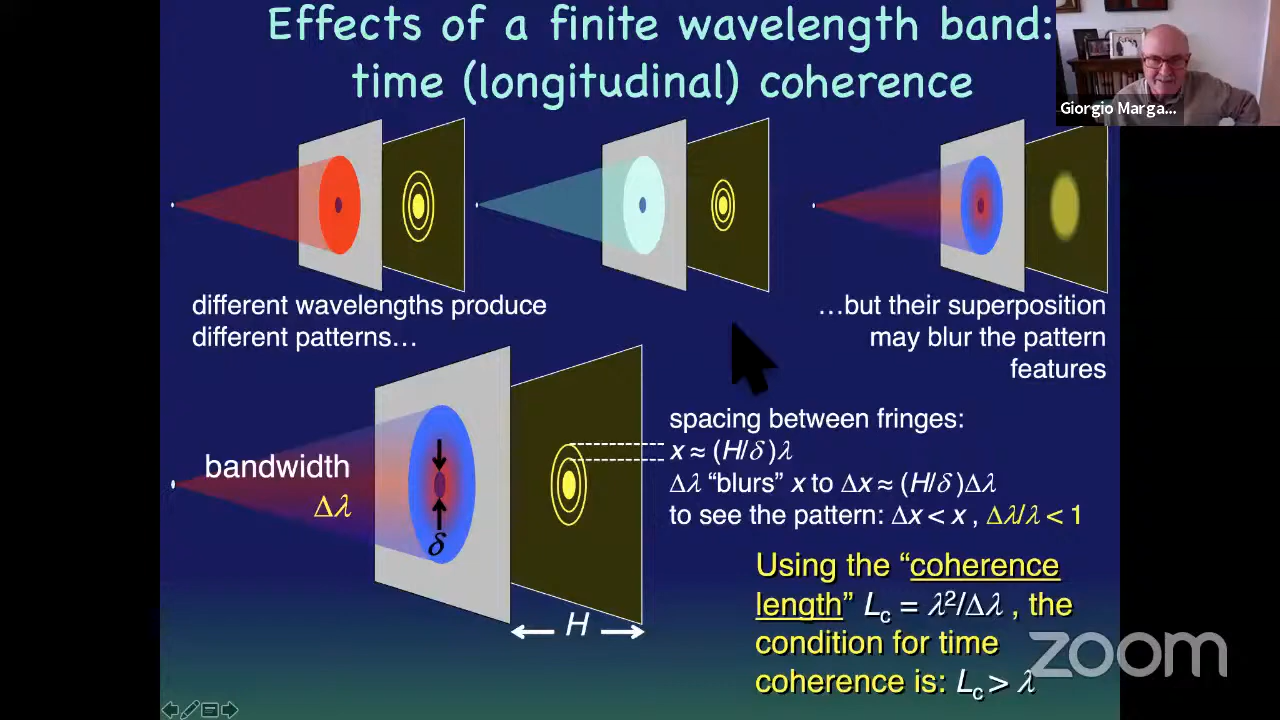 Effects of a finite wavelength band:
time (longitudinal) coherence
Giorgio Marga...
different wavelengths produce
different patterns…
…but their superposition
may blur the pattern
features
bandwidth
Δλ
δ
H
spacing between fringes:
x ≈ (H/δ)λ
Δλ “blurs” x to Δx ≈ (H/δ)Δλ
to see the pattern: Δx < x , Δλ/λ < 1
Using the “coherence
length” Lc = λ²/Δλ , the
condition for time
coherence is: Lc > λ
zoom